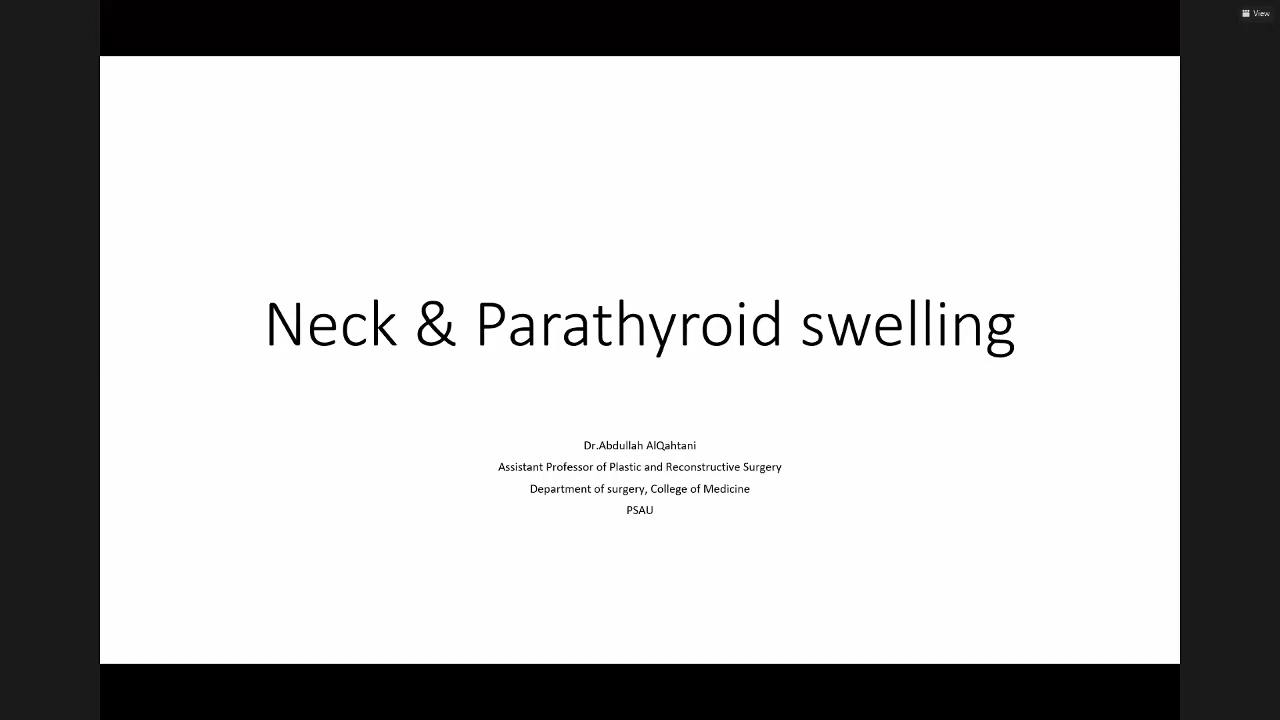 View
Neck & Parathyroid swelling
Dr.Abdullah AlQahtani
Assistant Professor of Plastic and Reconstructive Surgery
Department of surgery, College of Medicine
PSAU